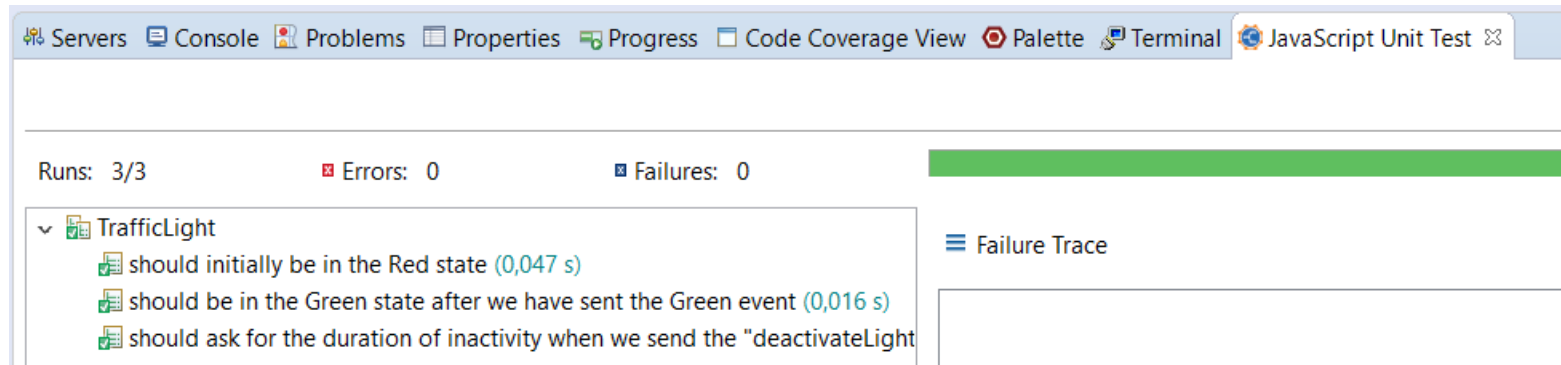 Servers Console Problems Properties Progress Code Coverage View Palette Terminal JavaScript Unit Test
Runs: 3/3 Errors: 0 Failures: 0
TrafficLight
should initially be in the Red state (0,047 s)
should be in the Green state after we have sent the Green event (0,016 s)
should ask for the duration of inactivity when we send the "deactivateLight
Failure Trace